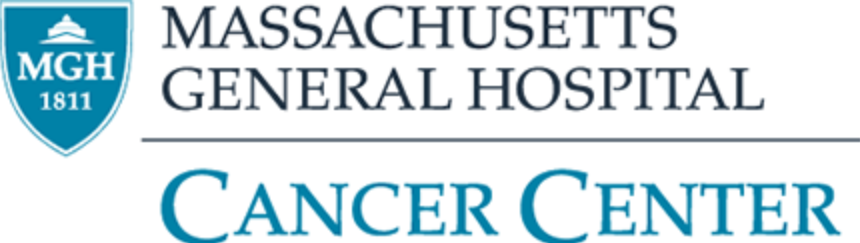 MGH
1811
MASSACHUSETTS
GENERAL HOSPITAL
CANCER CENTER